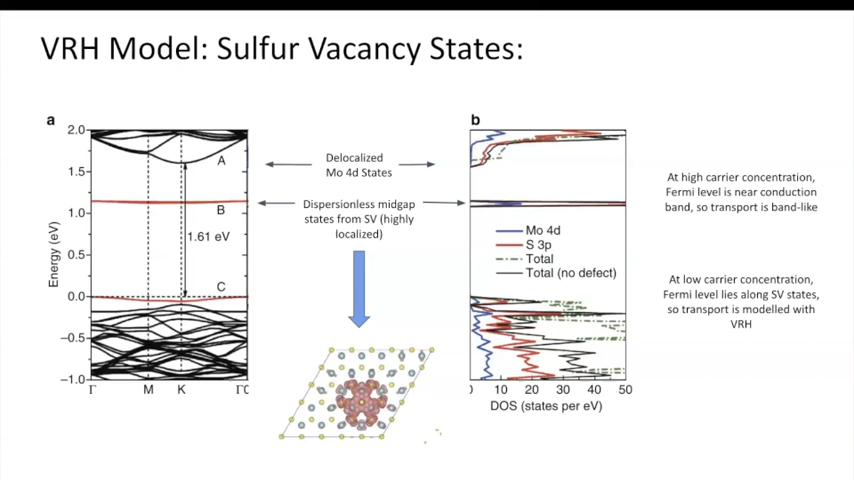 VRH Model: Sulfur Vacancy States:
a
2.0
1.5
1.0
0.5
0.0
−0.5
−1.0
Energy (eV)
A
B
1.61 eV
C
Γ M K Γ
Delocalized
Mo 4d States
Dispersionless midgap
states from SV (highly
localized)
b
Mo 4d
S 3p
Total
Total (no defect)
10 20 30 40 50
DOS (states per eV)
At high carrier concentration,
Fermi level is near conduction
band, so transport is band-like
At low carrier concentration,
Fermi level lies along SV states,
so transport is modelled with
VRH